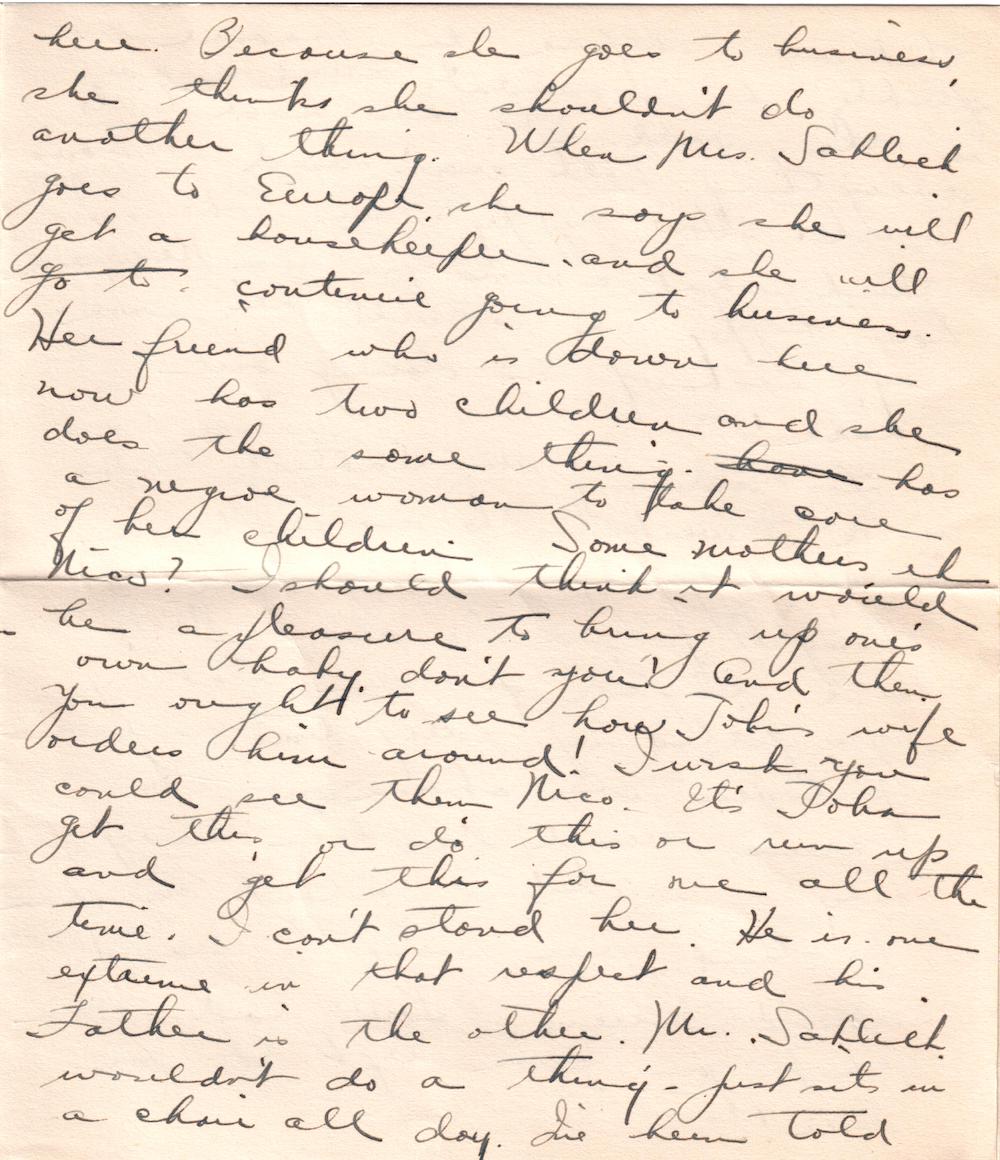 here. Because she goes to business,
she thinks she shouldn't do
another thing. When Mrs. Sahlich
goes to Europe, she says she will
get a housekeeper and she will
go to continue going to business.
Her friend who is down here
now has two children and she
does the same thing. have has
a negroe woman to take care
of her children. Some mothers eh
Nico? I should think it would
be a pleasure to bring up one's
own baby don't you? And then
you ought to see how John's wife
orders him around! I wish you
could see them Nico. It's John
get this or do this or run up
and get this for me all the
time. I can't stand her. He is one
extreme in that respect and his
Father is the other. Mr. Sahlich
wouldn't do a thing - just sits in
a chair all day. I've been told